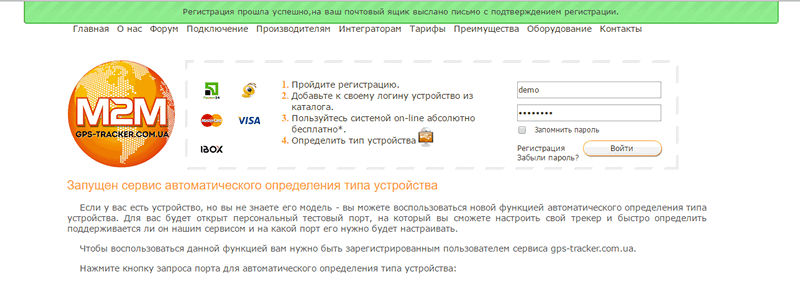 Регистрация прошла успешно,на ваш почтовый ящик выслано письмо с подтверждением регистрации.
Главная О нас Форум Подключение Производителям Интеграторам Тарифы Преимущества Оборудование Контакты
M2M
GPS-TRACKER.COM.UA
MasterCard
VISA
IBOX
1. Пройдите регистрацию.
2. Добавьте к своему логину устройство из
каталога.
3. Пользуйтесь системой on-line абсолютно
бесплатно*.
4. Определить тип устройства
demo
••••••••
Запомнить пароль
Регистрация
Забыли пароль?
Войти
Запущен сервис автоматического определения типа устройства
Если у вас есть устройство, но вы не знаете его модель - вы можете воспользоваться новой функцией автоматического определения типа
устройства. Для вас будет открыт персональный тестовый порт, на который вы сможете настроить свой трекер и быстро определить
поддерживается ли он нашим сервисом и на какой порт его нужно будет настраивать.
Чтобы воспользоваться данной функцией вам нужно быть зарегистрированным пользователем сервиса gps-tracker.com.ua.
Нажмите кнопку запроса порта для автоматического определения типа устройства: